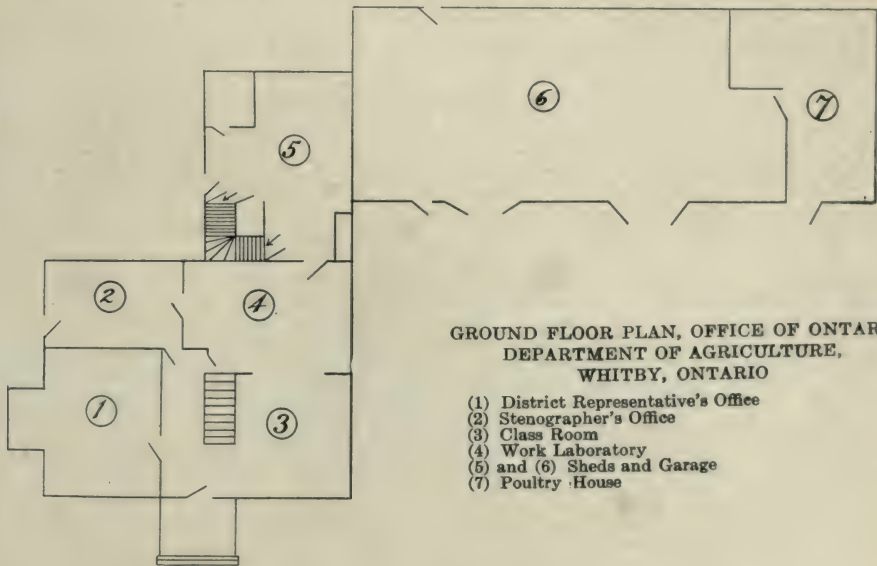 6
7
5
2
4
1
3
GROUND FLOOR PLAN, OFFICE OF ONTAR
DEPARTMENT OF AGRICULTURE,
WHITBY, ONTARIO
(1) District Representative's Office
(2) Stenographer's Office
(3) Class Room
(4) Work Laboratory
(5) and (6) Sheds and Garage
(7) Poultry House